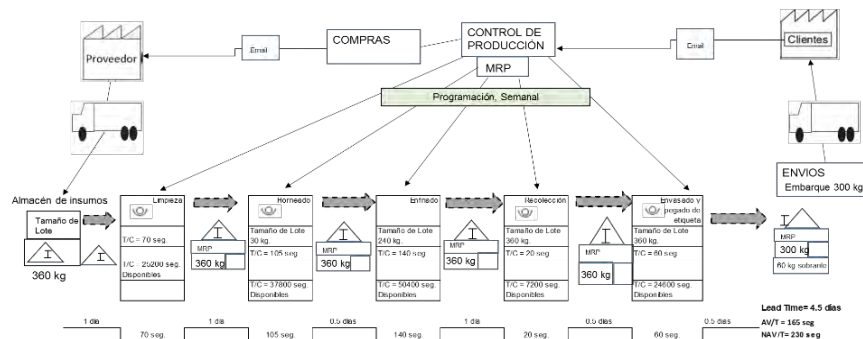 Proveedor
Email
COMPRAS
CONTROL DE
PRODUCCIÓN
MRP
Email
Clientes
Programación, Semanal
ENVIOS
Embarque 300 kg
Almacén de insumos
Tamaño de
Lote
I
360 kg
I
Limpieza
T/C = 70 seg.
T/C = 25200 seg.
Disponibles
I
MRP
360 kg
Horneado
Tamaño de Lote
30 kg.
T/C = 105 seg
T/C = 37800 seg.
Disponibles
I
MRP
360 kg
Enfriado
Tamaño de Lote
240 kg.
T/C = 140 seg
T/C = 50400 seg.
Disponibles
I
MRP
360 kg
Recolección
Tamaño de Lote
360 kg.
T/C = 20 seg
T/C = 7200 seg.
Disponibles
I
MRP
360 kg
Envasado y
pegado de
etiqueta
Tamaño de Lote
360 kg.
T/C = 60 seg
T/C = 24600 seg.
Disponibles
I
MRP
300 kg
60 kg sobrante
1 día
70 seg.
1 día
105 seg.
0.5 días
140 seg.
1 día
20 seg.
0.5 días
60 seg.
0.5 días
Lead Time= 4.5 días
AV/T = 165 seg
NAV/T= 230 seg